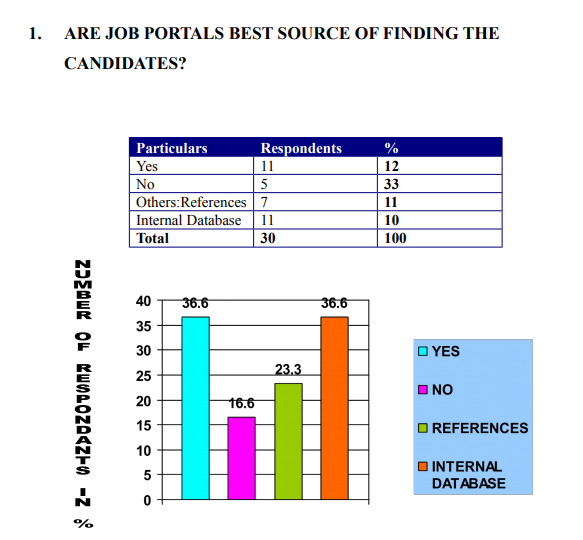 1. ARE JOB PORTALS BEST SOURCE OF FINDING THE
CANDIDATES?
Particulars Respondents %
Yes 11 12
No 5 33
Others:References 7 11
Internal Database 11 10
Total 30 100
NUMBER OF RESPONDANTS IN %
40
35
30
25
20
15
10
5
0
36.6
16.6
23.3
36.6
YES
NO
REFERENCES
INTERNAL
DATABASE